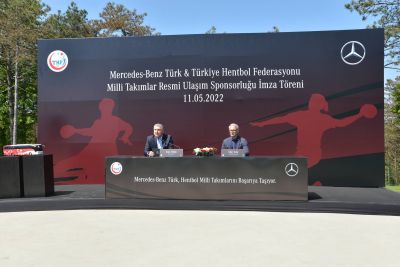 Mercedes-Benz Türk & Türkiye Hentbol Federasyonu
Milli Takımlar Resmi Ulaşım Sponsorluğu İmza Töreni
11.05.2022
Mercedes-Benz Türk, Hentbol Milli Takımlarını Başarıya Taşıyor.